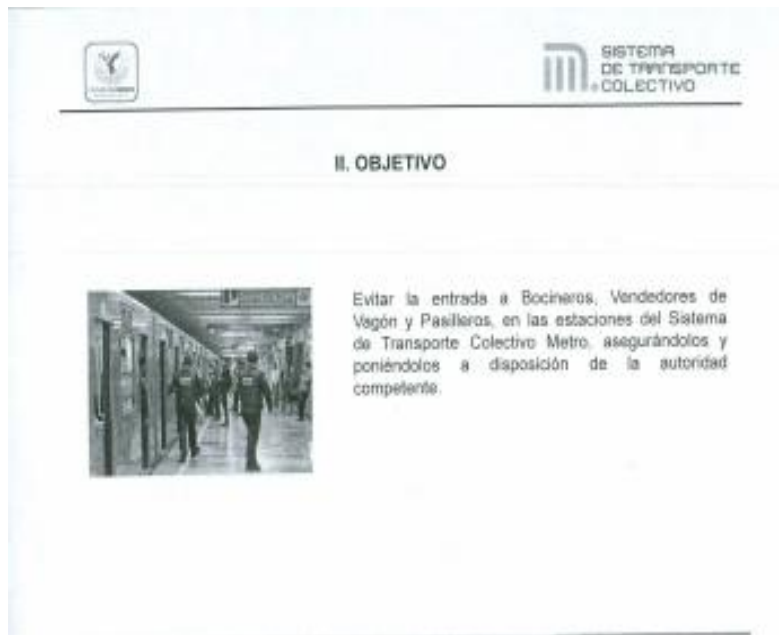 SISTEMA
DE TRANSPORTE
COLECTIVO
II. OBJETIVO
Evitar la entrada a Bocineros, Vendedores de
Vagón y Pasilleros, en las estaciones del Sistema
de Transporte Colectivo Metro, asegurándolos y
poniéndolos a disposición de la autoridad
competente.